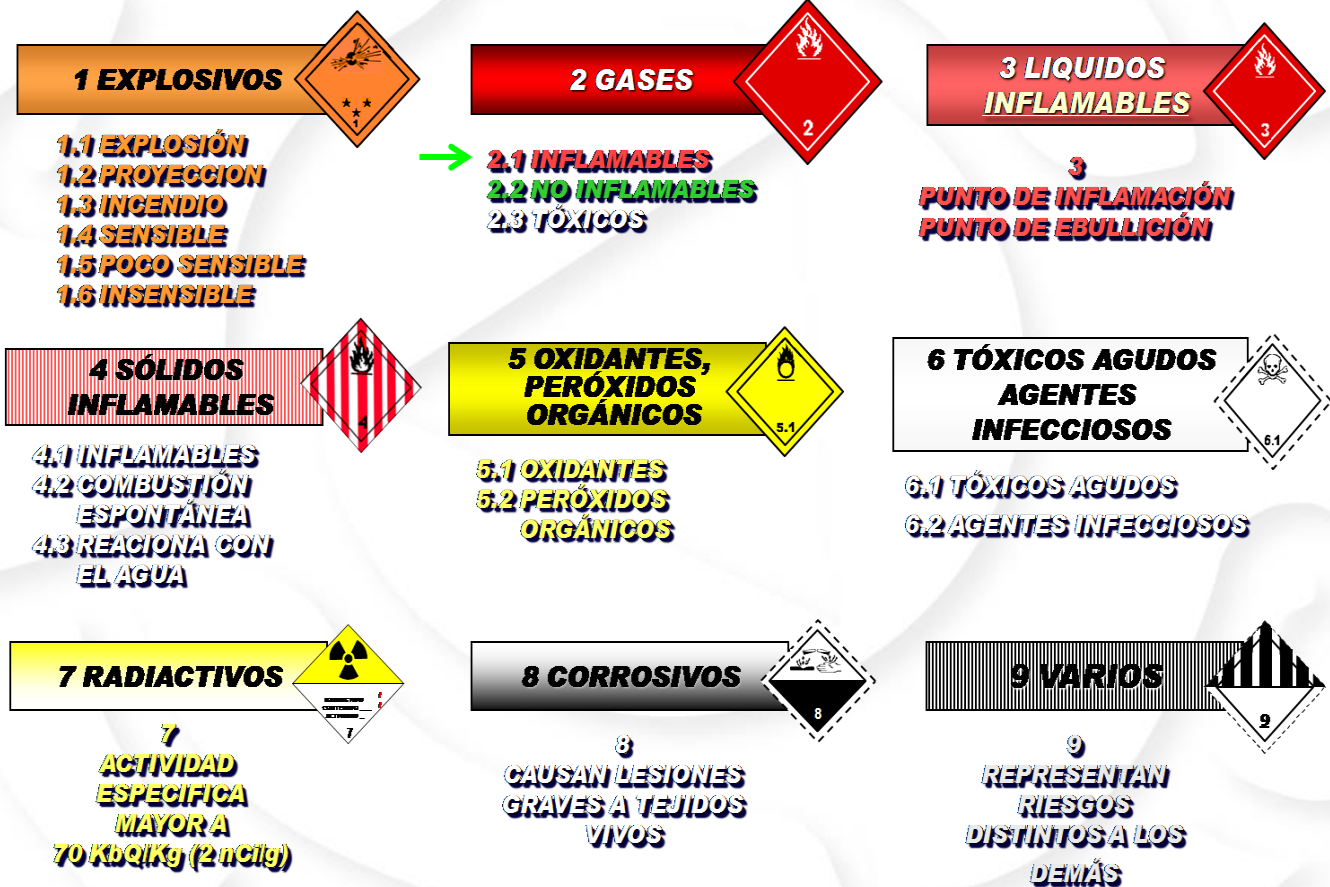 1 EXPLOSIVOS
1
1.1 EXPLOSIÓN
1.2 PROYECCION
1.3 INCENDIO
1.4 SENSIBLE
1.5 POCO SENSIBLE
1.6 INSENSIBLE
2 GASES
2
2.1 INFLAMABLES
2.2 NO INFLAMABLES
2.3 TÓXICOS
3 LIQUIDOS
INFLAMABLES
3
3
PUNTO DE INFLAMACIÓN
PUNTO DE EBULLICIÓN
4 SÓLIDOS
INFLAMABLES
4
4.1 INFLAMABLES
4.2 COMBUSTIÓN
ESPONTÁNEA
4.3 REACIONA CON
EL AGUA
5 OXIDANTES,
PERÓXIDOS
ORGÁNICOS
5.1
5.1 OXIDANTES
5.2 PERÓXIDOS
ORGÁNICOS
6 TÓXICOS AGUDOS
AGENTES
INFECCIOSOS
6.1
6.1 TÓXICOS AGUDOS
6.2 AGENTES INFECCIOSOS
7 RADIACTIVOS
7
7
ACTIVIDAD
ESPECIFICA
MAYOR A
70 KbQ/Kg (2 nCi/g)
8 CORROSIVOS
8
8
CAUSAN LESIONES
GRAVES A TEJIDOS
VIVOS
9 VARIOS
9
9
REPRESENTAN
RIESGOS
DISTINTOS A LOS
DEMÁS